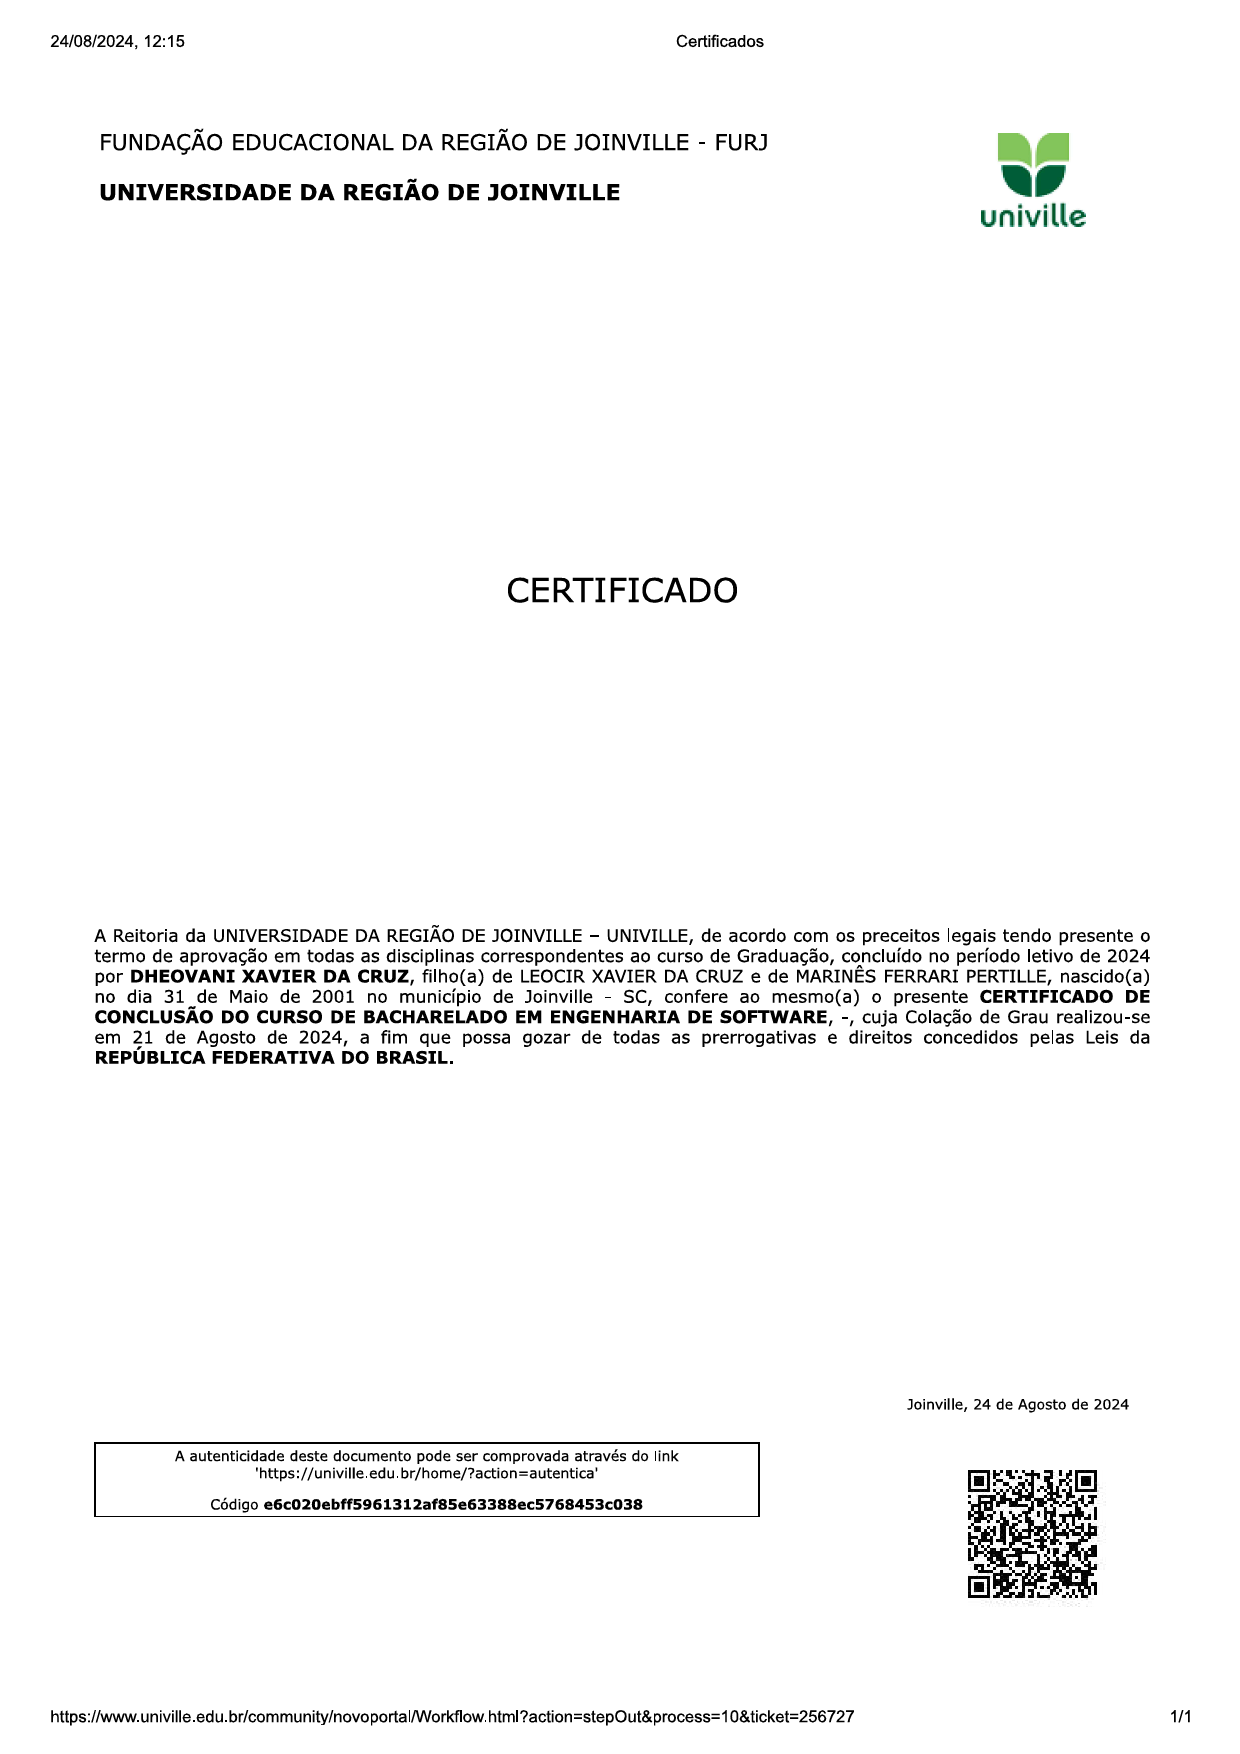 24/08/2024, 12:15 Certificados
FUNDAÇÃO EDUCACIONAL DA REGIÃO DE JOINVILLE - FURJ
UNIVERSIDADE DA REGIÃO DE JOINVILLE
univille
CERTIFICADO
A Reitoria da UNIVERSIDADE DA REGIÃO DE JOINVILLE – UNIVILLE, de acordo com os preceitos legais tendo presente o
termo de aprovação em todas as disciplinas correspondentes ao curso de Graduação, concluído no período letivo de 2024
por DHEOVANI XAVIER DA CRUZ, filho(a) de LEOCIR XAVIER DA CRUZ e de MARINÊS FERRARI PERTILLE, nascido(a)
no dia 31 de Maio de 2001 no município de Joinville - SC, confere ao mesmo(a) o presente CERTIFICADO DE
CONCLUSÃO DO CURSO DE BACHARELADO EM ENGENHARIA DE SOFTWARE, -, cuja Colação de Grau realizou-se
em 21 de Agosto de 2024, a fim que possa gozar de todas as prerrogativas e direitos concedidos pelas Leis da
REPÚBLICA FEDERATIVA DO BRASIL.
Joinville, 24 de Agosto de 2024
A autenticidade deste documento pode ser comprovada através do link
'https://univille.edu.br/home/?action=autentica'
Código e6c020ebff5961312af85e63388ec5768453c038
https://www.univille.edu.br/community/novoportal/Workflow.html?action=stepOut&process=10&ticket=256727 1/1